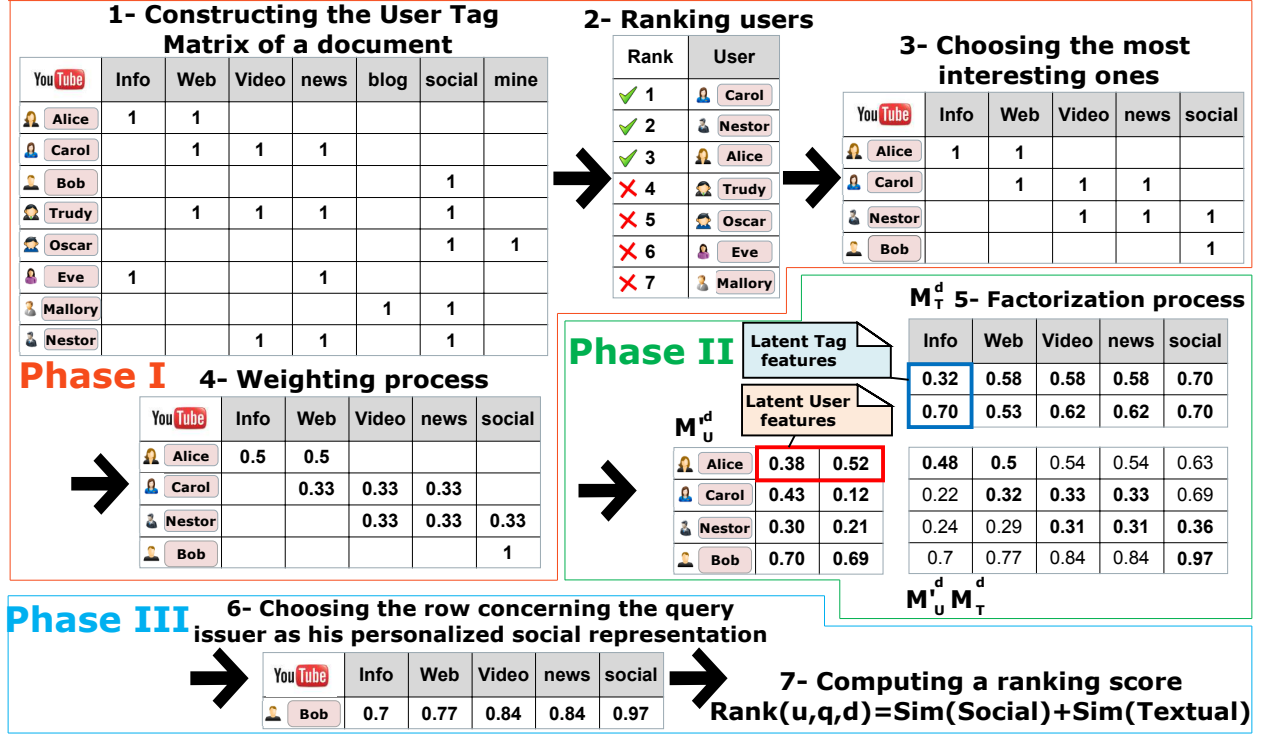 1- Constructing the User Tag
Matrix of a document
YouTube Info Web Video news blog social mine
Alice 1 1
Carol 1 1 1
Bob 1
Trudy 1 1 1 1
Oscar 1 1
Eve 1 1
Mallory 1 1
Nestor 1 1 1
2- Ranking users
Rank User
1 Carol
2 Nestor
3 Alice
4 Trudy
5 Oscar
6 Eve
7 Mallory
3- Choosing the most
interesting ones
YouTube Info Web Video news social
Alice 1 1
Carol 1 1 1
Nestor 1 1 1
Bob 1
Phase I
4- Weighting process
YouTube Info Web Video news social
Alice 0.5 0.5
Carol 0.33 0.33 0.33
Nestor 0.33 0.33 0.33
Bob 1
Phase II
M d T 5- Factorization process
Latent Tag
features
Info Web Video news social
0.32 0.58 0.58 0.58 0.70
0.70 0.53 0.62 0.62 0.70
Latent User
features
M' d U
Alice 0.38 0.52
Carol 0.43 0.12
Nestor 0.30 0.21
Bob 0.70 0.69
0.48 0.5 0.54 0.54 0.63
0.22 0.32 0.33 0.33 0.69
0.24 0.29 0.31 0.31 0.36
0.7 0.77 0.84 0.84 0.97
M' d U M d T
Phase III
6- Choosing the row concerning the query
issuer as his personalized social representation
YouTube Info Web Video news social
Bob 0.7 0.77 0.84 0.84 0.97
7- Computing a ranking score
Rank(u,q,d)=Sim(Social)+Sim(Textual)